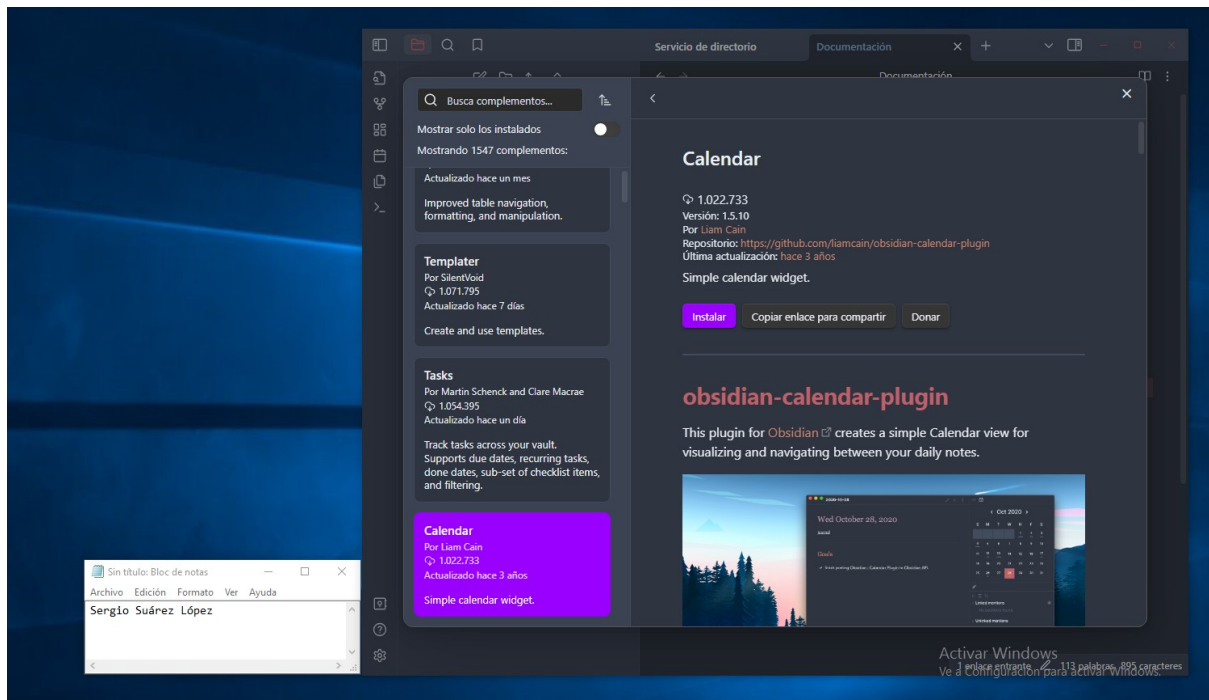 Servicio de directorio
Documentación
Documentación
Busca complementos...
Mostrar solo los instalados
Mostrando 1547 complementos:
Actualizado hace un mes
Improved table navigation,
formatting, and manipulation.
Templater
Por SilentVoid
1.071.795
Actualizado hace 7 días
Create and use templates.
Tasks
Por Martin Schenck and Clare Macrae
1.054.395
Actualizado hace un día
Track tasks across your vault.
Supports due dates, recurring tasks,
done dates, sub-set of checklist items,
and filtering.
Calendar
Por Liam Cain
1.022.733
Actualizado hace 3 años
Simple calendar widget.
Calendar
1.022.733
Versión: 1.5.10
Por Liam Cain
Repositorio: https://github.com/liamcain/obsidian-calendar-plugin
Última actualización: hace 3 años
Simple calendar widget.
Instalar
Copiar enlace para compartir
Donar
obsidian-calendar-plugin
This plugin for Obsidian creates a simple Calendar view for
visualizing and navigating between your daily notes.
2020-10-28
Wed October 28, 2020
Goals
Oct 2020
Linked mentions
Unlinked mentions
Sin título: Bloc de notas
Archivo Edición Formato Ver Ayuda
Sergio Suárez López
Activar Windows
Ve a Configuración para activar Windows.
1 enlace entrante 113 palabras 895 caracteres